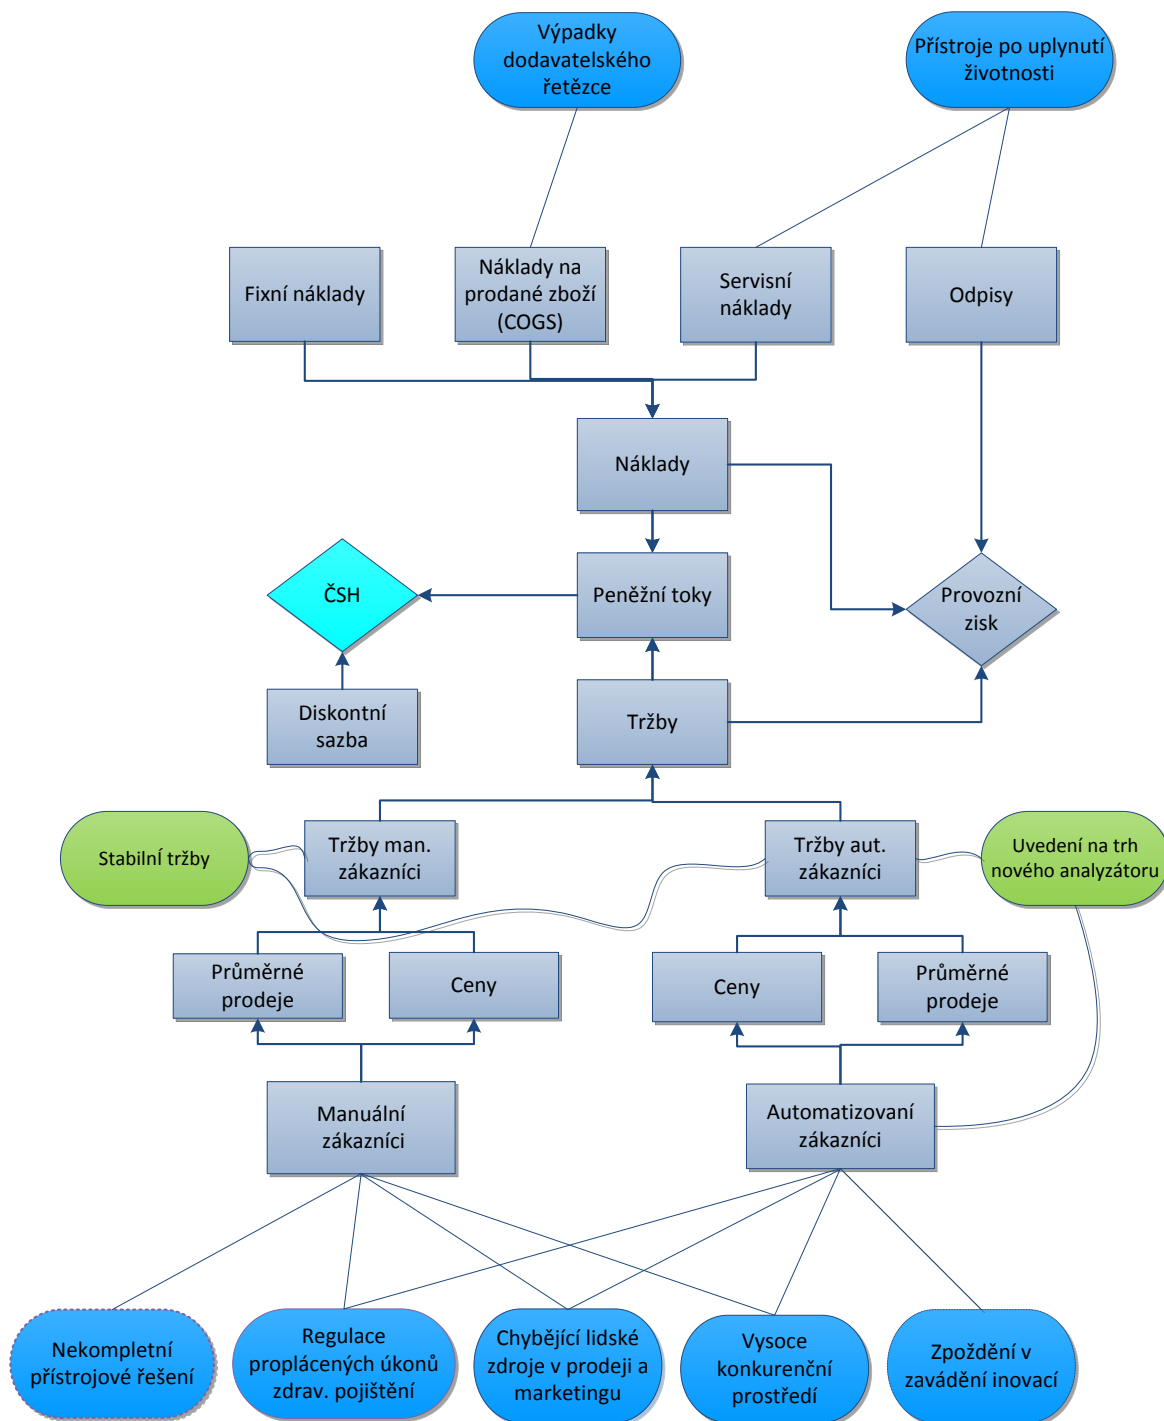 Výpadky
dodavatelského
řetězce
Přístroje po uplynutí
životnosti
Fixní náklady
Náklady na
prodané zboží
(COGS)
Servisní
náklady
Odpisy
Náklady
ČSH
Peněžní toky
Provozní
zisk
Diskontní
sazba
Tržby
Stabilní tržby
Tržby man.
zákazníci
Tržby aut.
zákazníci
Uvedení na trh
nového analyzátoru
Průměrné
prodeje
Ceny
Ceny
Průměrné
prodeje
Manuální
zákazníci
Automatizovaní
zákazníci
Nekompletní
přístrojové řešení
Regulace
proplácených úkonů
zdrav. pojištění
Chybějící lidské
zdroje v prodeji a
marketingu
Vysoce
konkurenční
prostředí
Zpoždění v
zavádění inovací